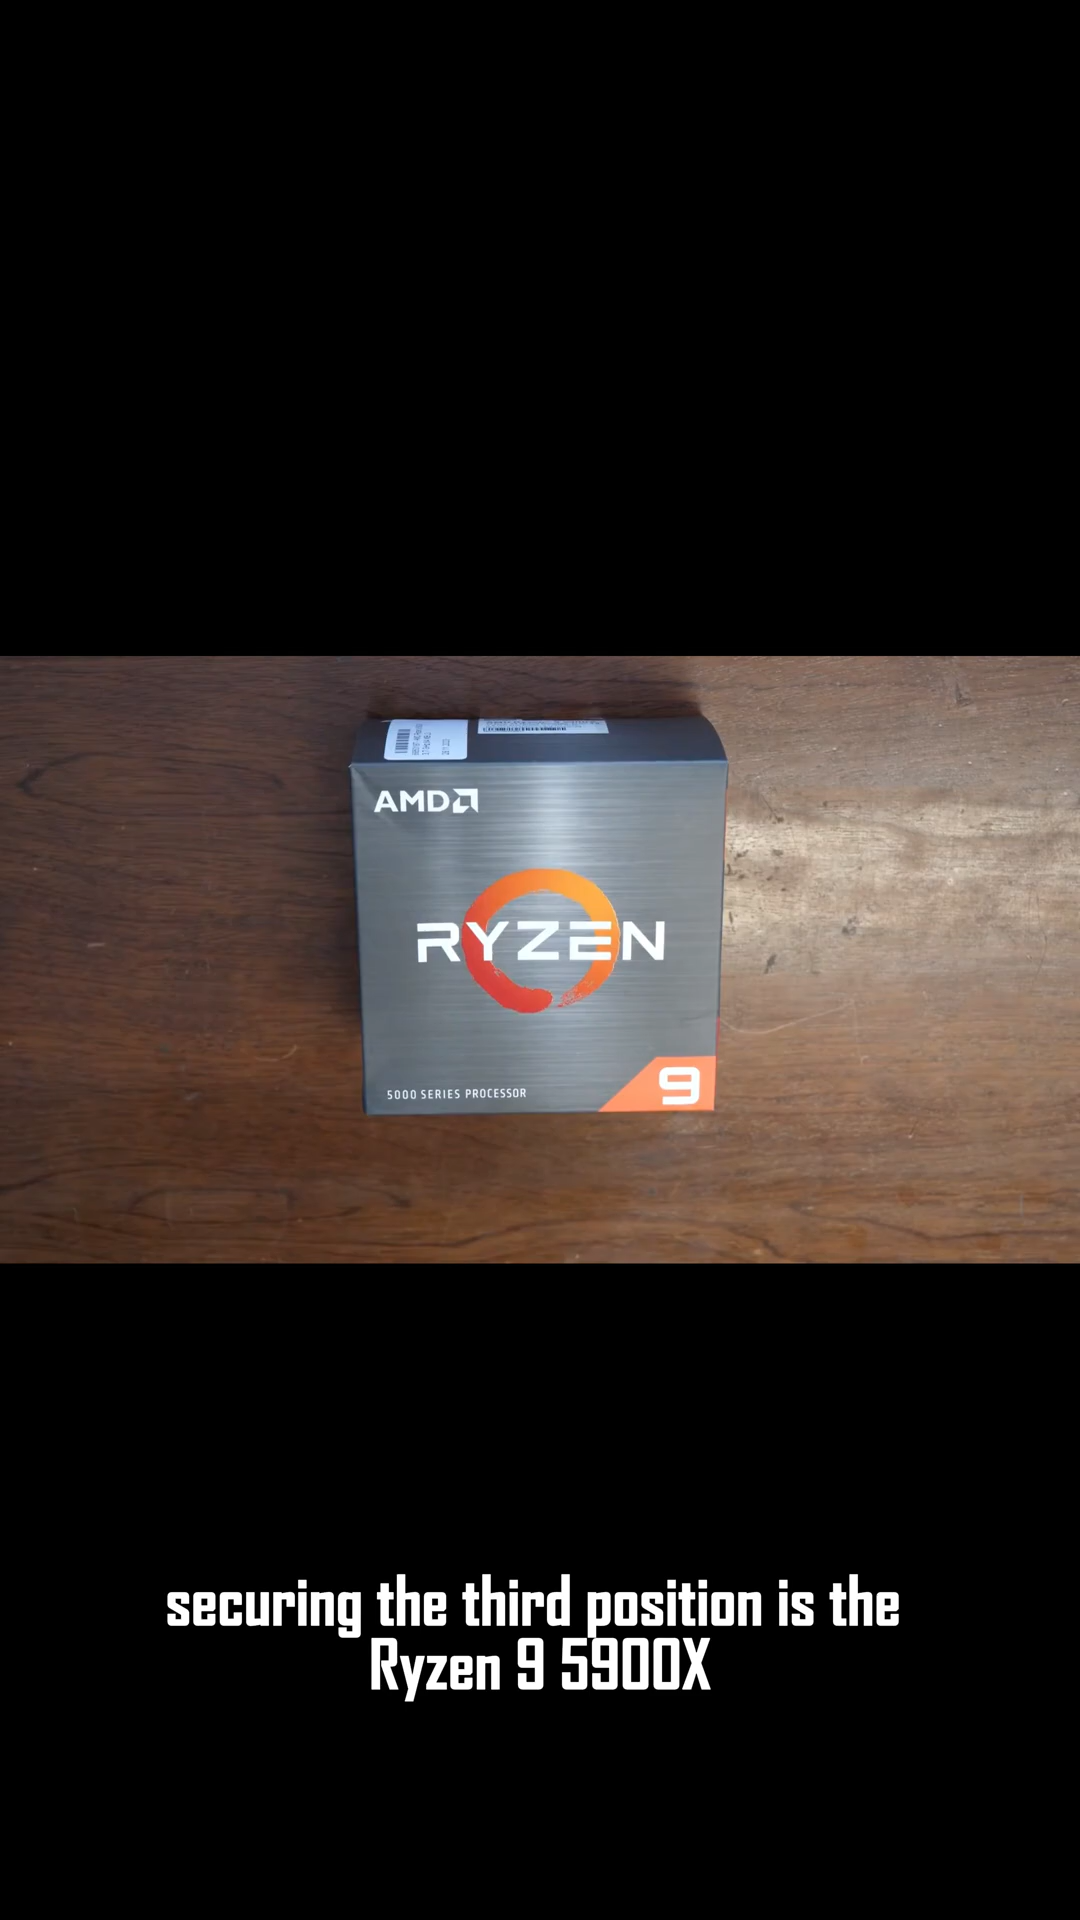 AMD
RYZEN
5000 SERIES PROCESSOR
9
securing the third position is the
Ryzen 9 5900X